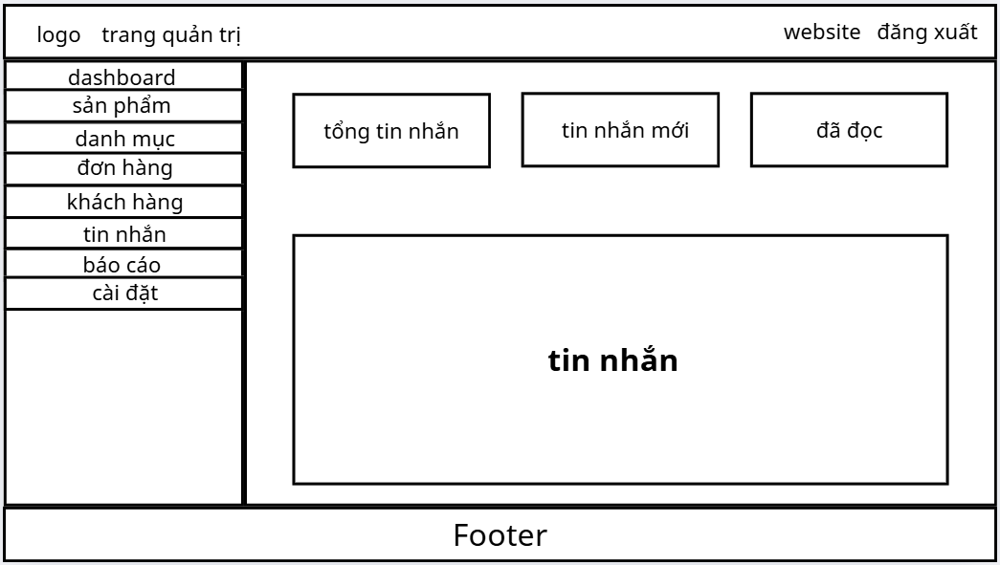 logo trang quản trị website đăng xuất
dashboard
sản phẩm
danh mục
đơn hàng
khách hàng
tin nhắn
báo cáo
cài đặt
tổng tin nhắn tin nhắn mới đã đọc
tin nhắn
Footer